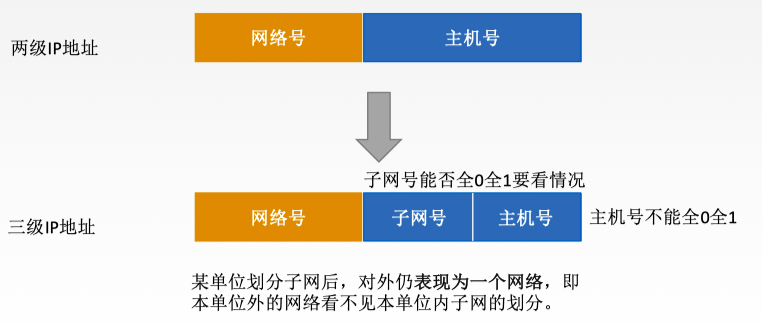 两级IP地址
网络号
主机号
子网号能否全0全1要看情况
三级IP地址
网络号
子网号
主机号
主机号不能全0全1
某单位划分子网后，对外仍表现为一个网络，即
本单位外的网络看不见本单位内子网的划分。